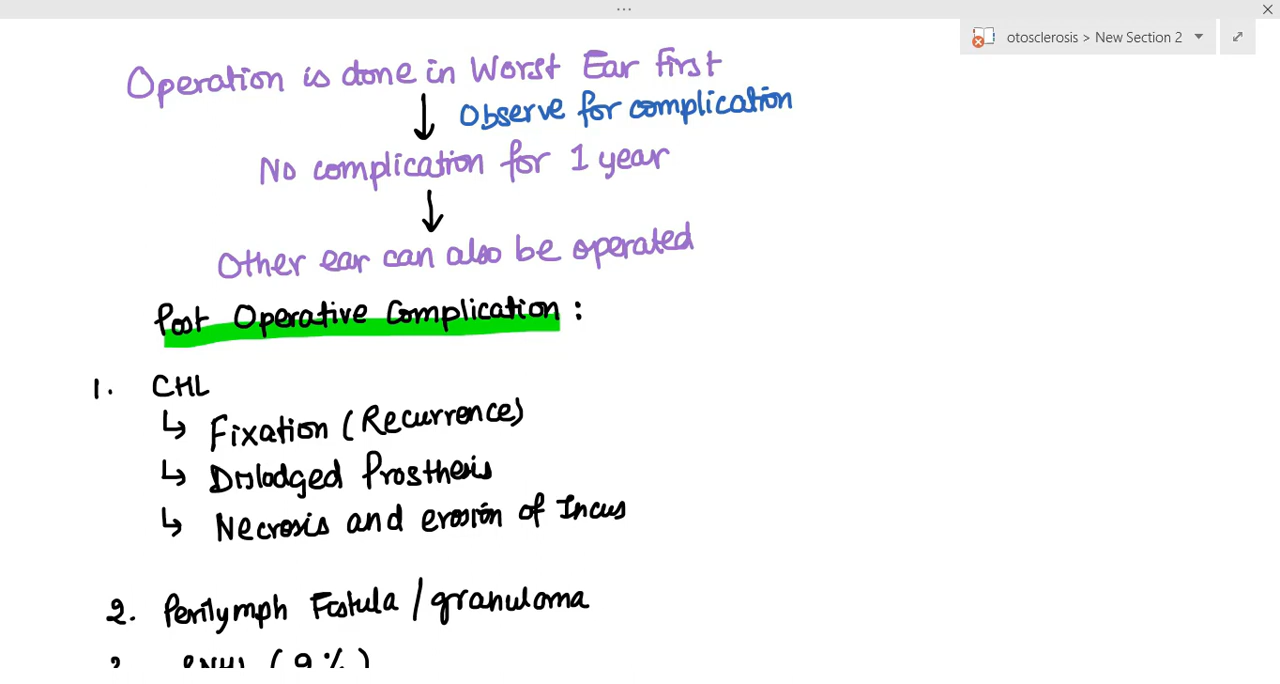 otosclerosis > New Section 2
Operation is done in Worst Ear first
Observe for complication
No complication for 1 year
Other ear can also be operated
Post Operative Complication :
1. CHL
↳ Fixation (Recurrence)
↳ Dislodged Prosthesis
↳ Necrosis and erosion of Incus
2. Perilymph Fistula / granuloma